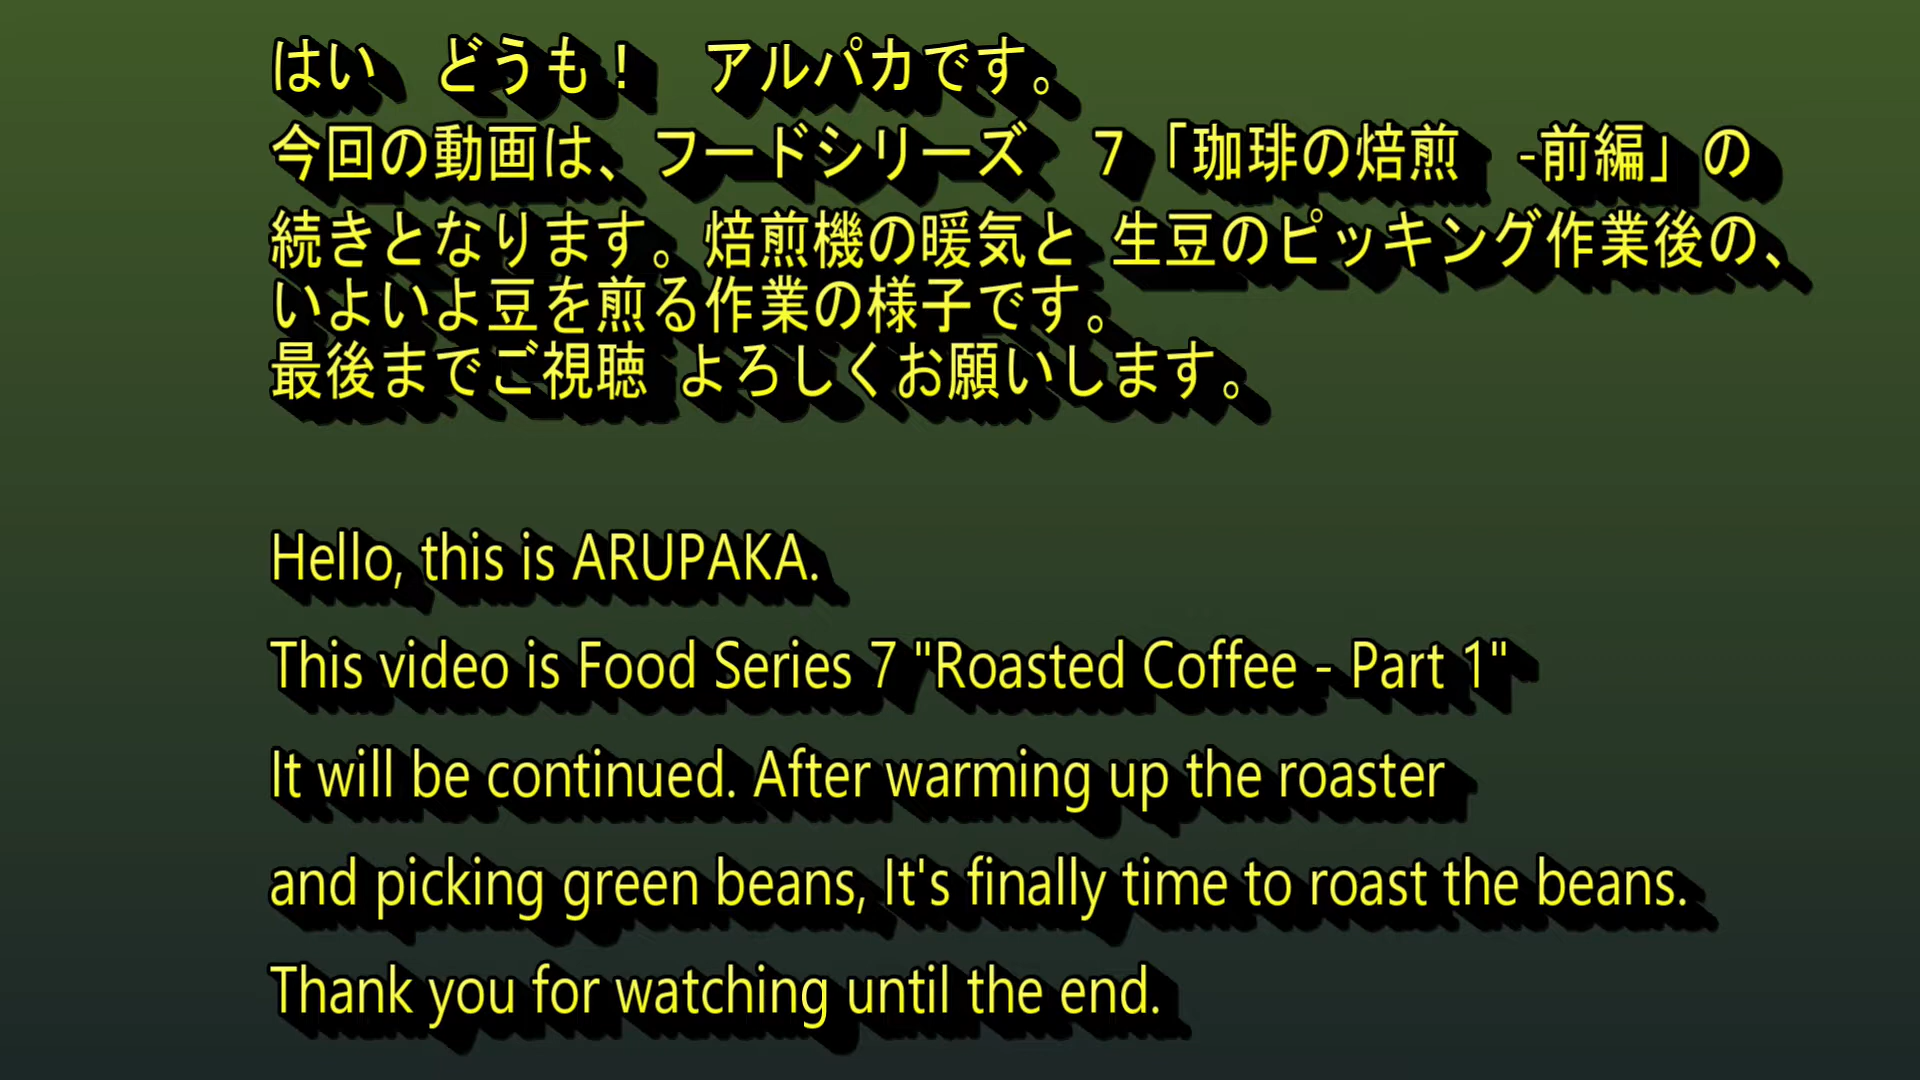 はい　どうも！　アルパカです。
今回の動画は、フードシリーズ　7「珈琲の焙煎　-前編」の
続きとなります。焙煎機の暖気と 生豆のピッキング作業後の、
いよいよ豆を煎る作業の様子です。
最後までご視聴 よろしくお願いします。
Hello, this is ARUPAKA.
This video is Food Series 7 "Roasted Coffee - Part 1"
It will be continued. After warming up the roaster
and picking green beans, It's finally time to roast the beans.
Thank you for watching until the end.